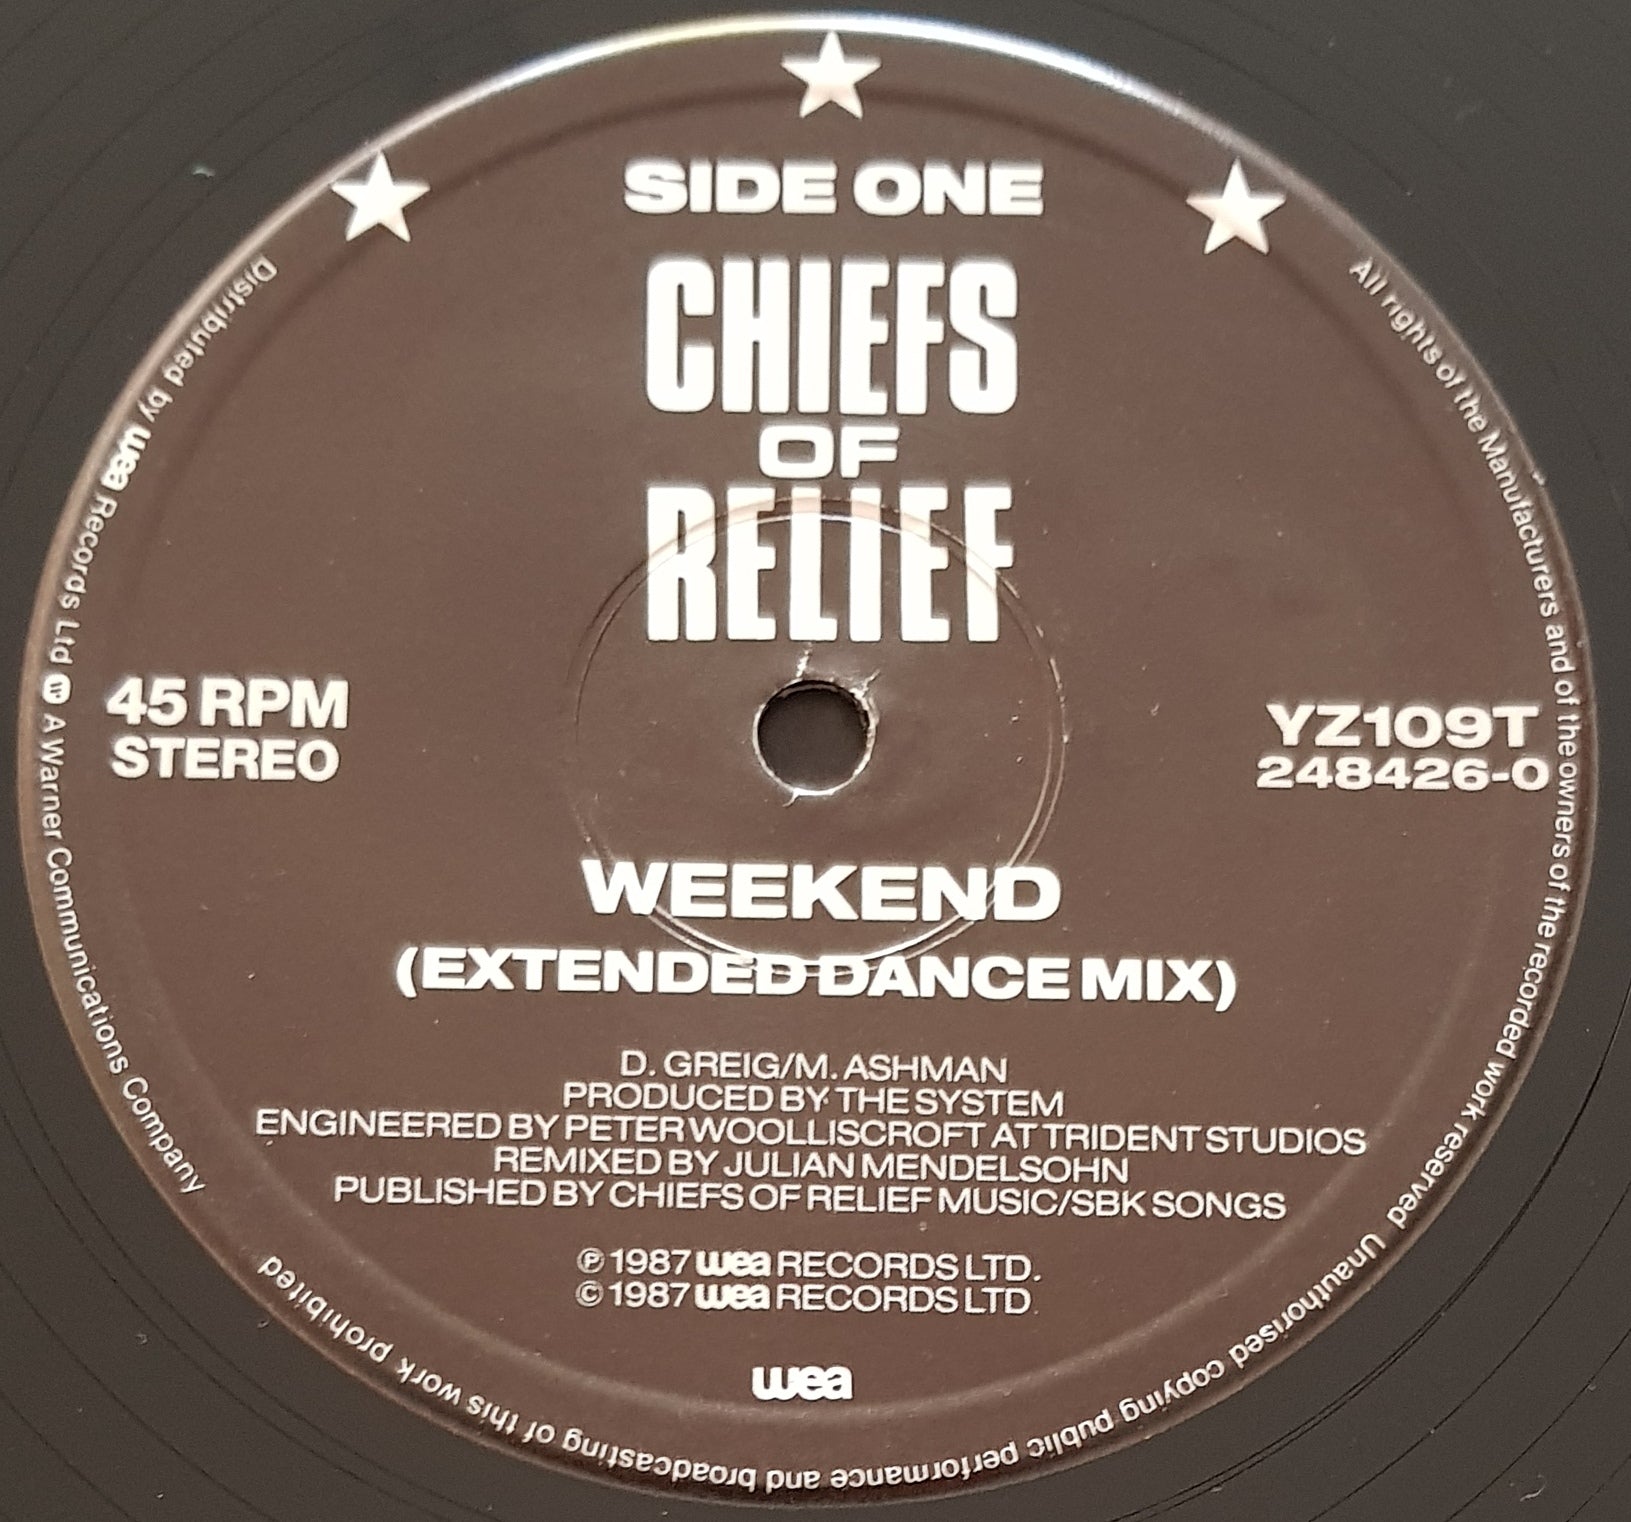 SIDE ONE
CHIEFS
OF
RELIEF
45 RPM
STEREO
YZ109T
248426-0
WEEKEND
(EXTENDED DANCE MIX)
D. GREIG/M. ASHMAN
PRODUCED BY THE SYSTEM
ENGINEERED BY PETER WOOLLISCROFT AT TRIDENT STUDIOS
REMIXED BY JULIAN MENDELSOHN
PUBLISHED BY CHIEFS OF RELIEF MUSIC/SBK SONGS
℗ 1987 wea RECORDS LTD.
© 1987 wea RECORDS LTD.
wea
All rights of the Manufacturers and of the owners of the recorded work reserved Unauthorised copying public performance and broadcasting of this work prohibited
Distributed by wea Records Ltd A Warner Communications Company